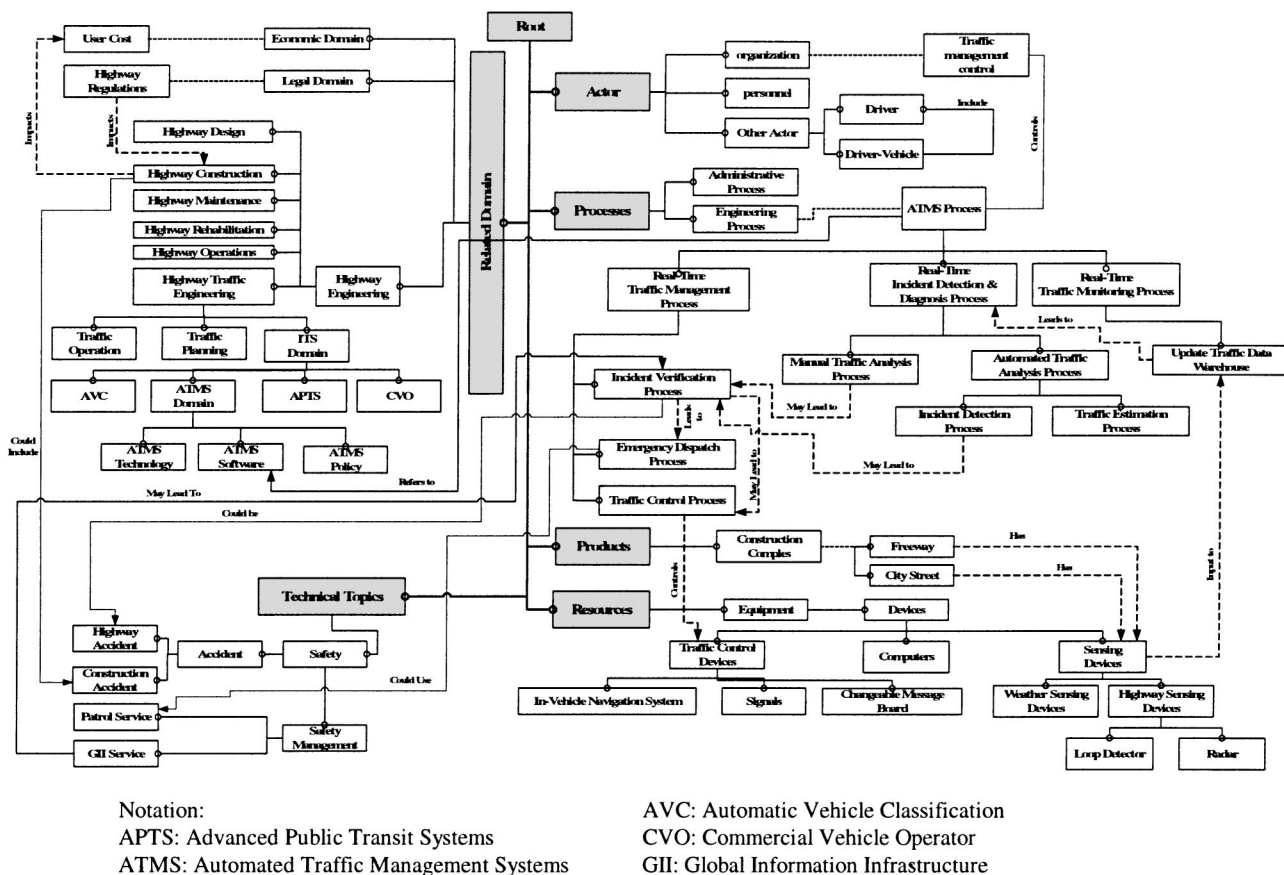 Root
User Cost
Economic Domain
Highway
Regulations
Legal Domain
Impacts
Impacts
Highway Design
Highway Construction
Highway Maintenance
Highway Rehabilitation
Highway Operations
Highway Traffic
Engineering
Highway
Engineering
Related Domain
Traffic
Operation
Traffic
Planning
ITS
Domain
AVC
ATMS
Domain
APTS
CVO
ATMS
Technology
ATMS
Software
ATMS
Policy
Could
Include
May Lead To
Refers to
Could be
Actor
organization
Traffic
management
control
personnel
Other Actor
Driver
Include
Driver-Vehicle
Controls
Processes
Administrative
Process
Engineering
Process
ATMS Process
Real-Time
Traffic Management
Process
Real-Time
Incident Detection &
Diagnosis Process
Real-Time
Traffic Monitoring Process
Leads to
Manual Traffic Analysis
Process
Automated Traffic
Analysis Process
Update Traffic Data
Warehouse
Incident Verification
Process
May Lead to
Leads
to
Incident Detection
Process
Traffic Estimation
Process
Emergency Dispatch
Process
May Lead to
May Lead to
Traffic Control Process
Products
Construction
Comples
Freeway
Has
City Street
Has
Input to
Controls
Technical Topics
Resources
Equipment
Devices
Highway
Accident
Accident
Safety
Construction
Accident
Could Use
Patrol Service
Safety
Management
GII Service
Traffic Control
Devices
Computers
Sensing
Devices
In-Vehicle Navigation System
Signals
Changeable Message
Board
Weather Sensing
Devices
Highway Sensing
Devices
Loop Detector
Radar
Notation:
APTS: Advanced Public Transit Systems
ATMS: Automated Traffic Management Systems
AVC: Automatic Vehicle Classification
CVO: Commercial Vehicle Operator
GII: Global Information Infrastructure